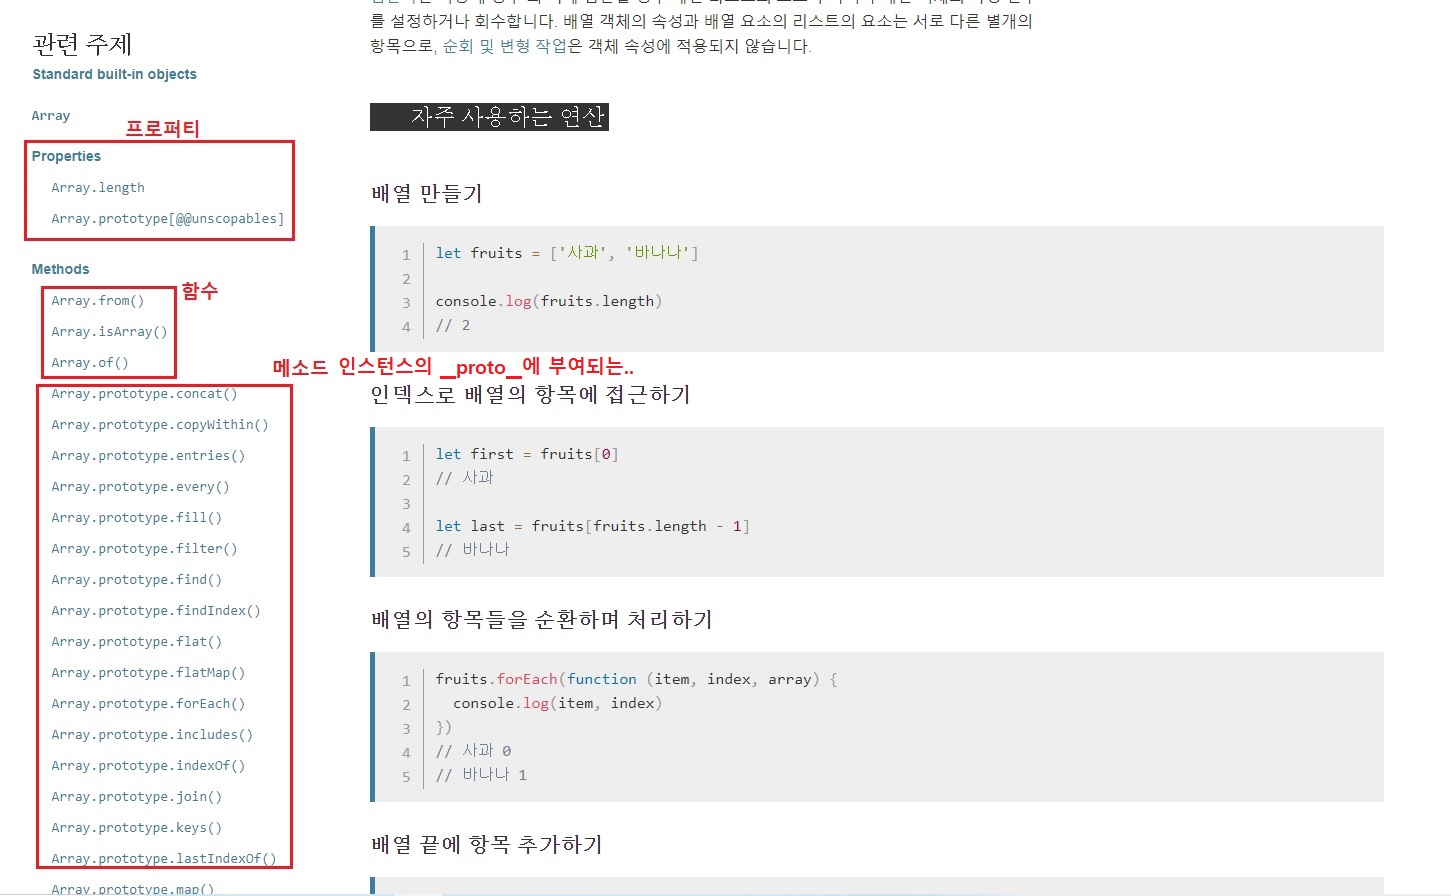 관련 주제
Standard built-in objects
Array
프로퍼티
Properties
Array.length
Array.prototype[@@unscopables]
Methods
함수
Array.from()
Array.isArray()
Array.of()
메소드 인스턴스의 __proto__에 부여되는..
Array.prototype.concat()
Array.prototype.copyWithin()
Array.prototype.entries()
Array.prototype.every()
Array.prototype.fill()
Array.prototype.filter()
Array.prototype.find()
Array.prototype.findIndex()
Array.prototype.flat()
Array.prototype.flatMap()
Array.prototype.forEach()
Array.prototype.includes()
Array.prototype.indexOf()
Array.prototype.join()
Array.prototype.keys()
Array.prototype.lastIndexOf()
Array.prototype.map()
를 설정하거나 회수합니다. 배열 객체의 속성과 배열 요소의 리스트의 요소는 서로 다른 별개의
항목으로, 순회 및 변형 작업은 객체 속성에 적용되지 않습니다.
자주 사용하는 연산
배열 만들기
1 let fruits = ['사과', '바나나']
2
3 console.log(fruits.length)
4 // 2
인덱스로 배열의 항목에 접근하기
1 let first = fruits[0]
2 // 사과
3
4 let last = fruits[fruits.length - 1]
5 // 바나나
배열의 항목들을 순환하며 처리하기
1 fruits.forEach(function (item, index, array) {
2 console.log(item, index)
3 })
4 // 사과 0
5 // 바나나 1
배열 끝에 항목 추가하기